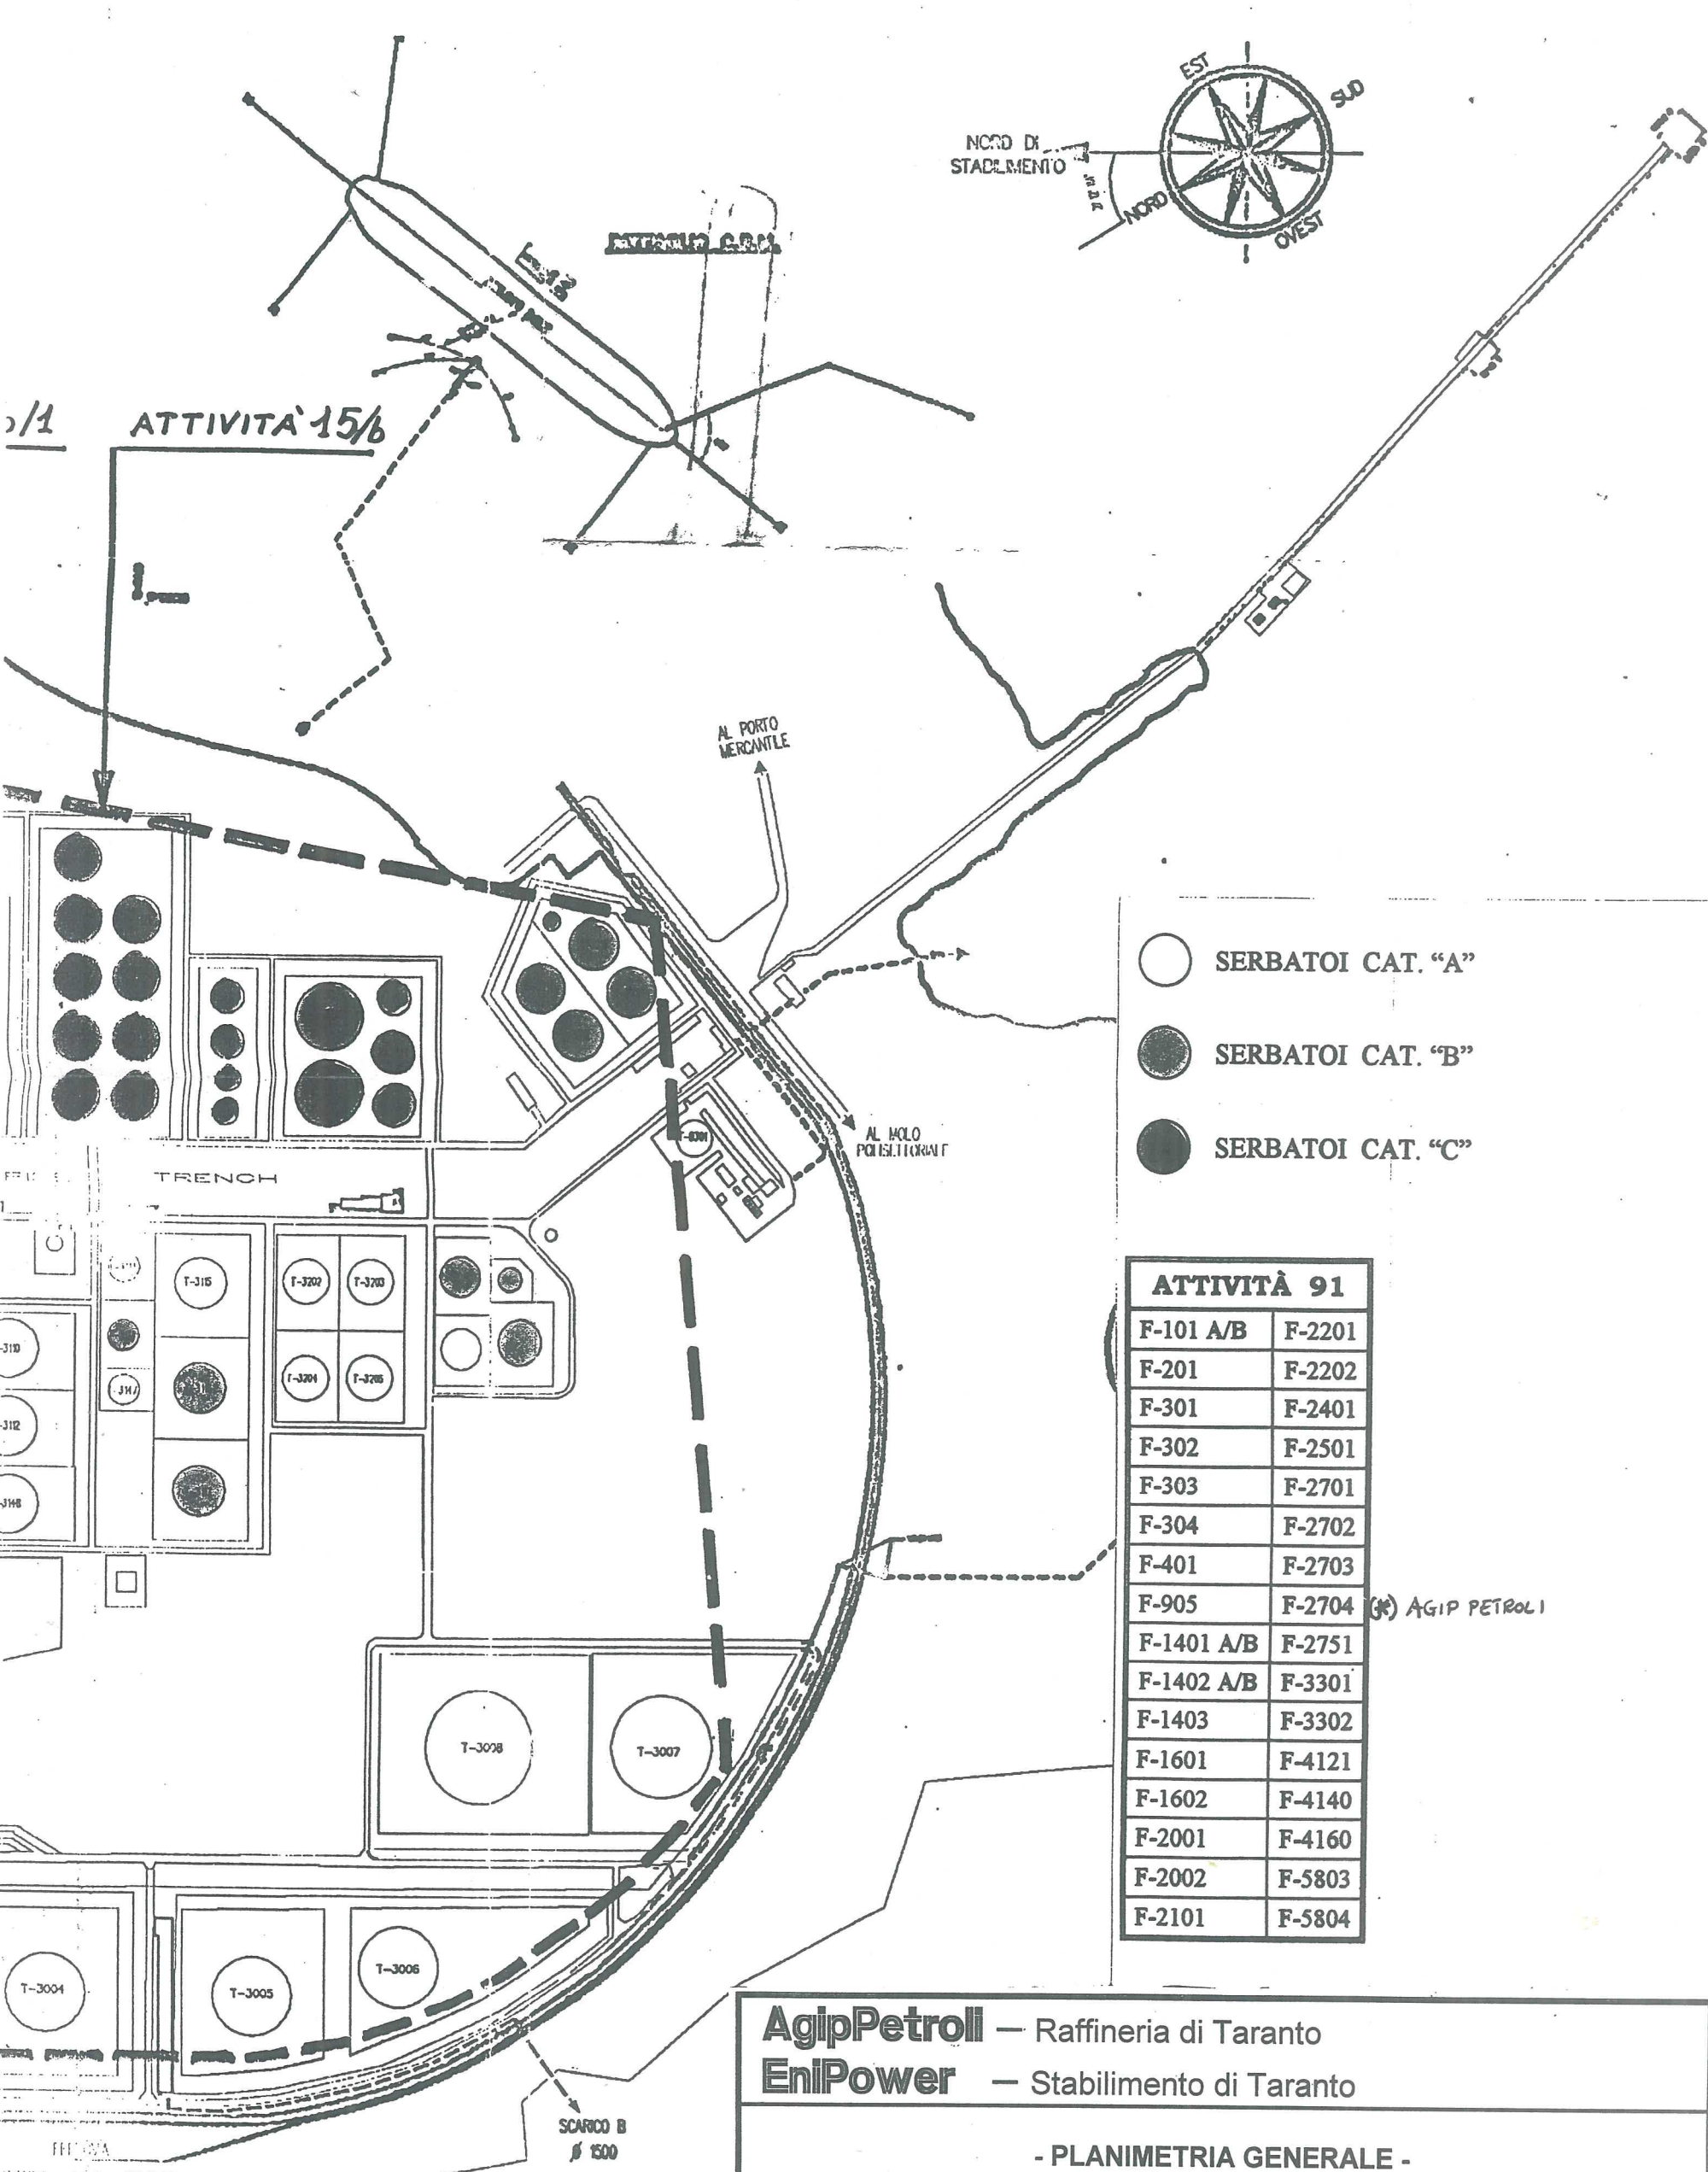 EST
SUD
NORD DI
STABILIMENTO
NORD
OVEST
ATTIVITÀ 15/b
AL PORTO
MERCANTILE
SERBATOI CAT. “A”
SERBATOI CAT. “B”
SERBATOI CAT. “C”
AL MOLO
TRENCH
T-3115
T-3202
T-3203
T-3204
T-3205
ATTIVITÀ 91
F-101 A/B F-2201
F-201 F-2202
F-301 F-2401
F-302 F-2501
F-303 F-2701
F-304 F-2702
F-401 F-2703
F-905 F-2704 (*) AGIP PETROLI
F-1401 A/B F-2751
F-1402 A/B F-3301
F-1403 F-3302
F-1601 F-4121
F-1602 F-4140
F-2001 F-4160
F-2002 F-5803
F-2101 F-5804
T-3008
T-3007
T-3004
T-3005
T-3006
SCARICO B
Ø 1500
AgipPetroli — Raffineria di Taranto
EniPower — Stabilimento di Taranto
- PLANIMETRIA GENERALE -